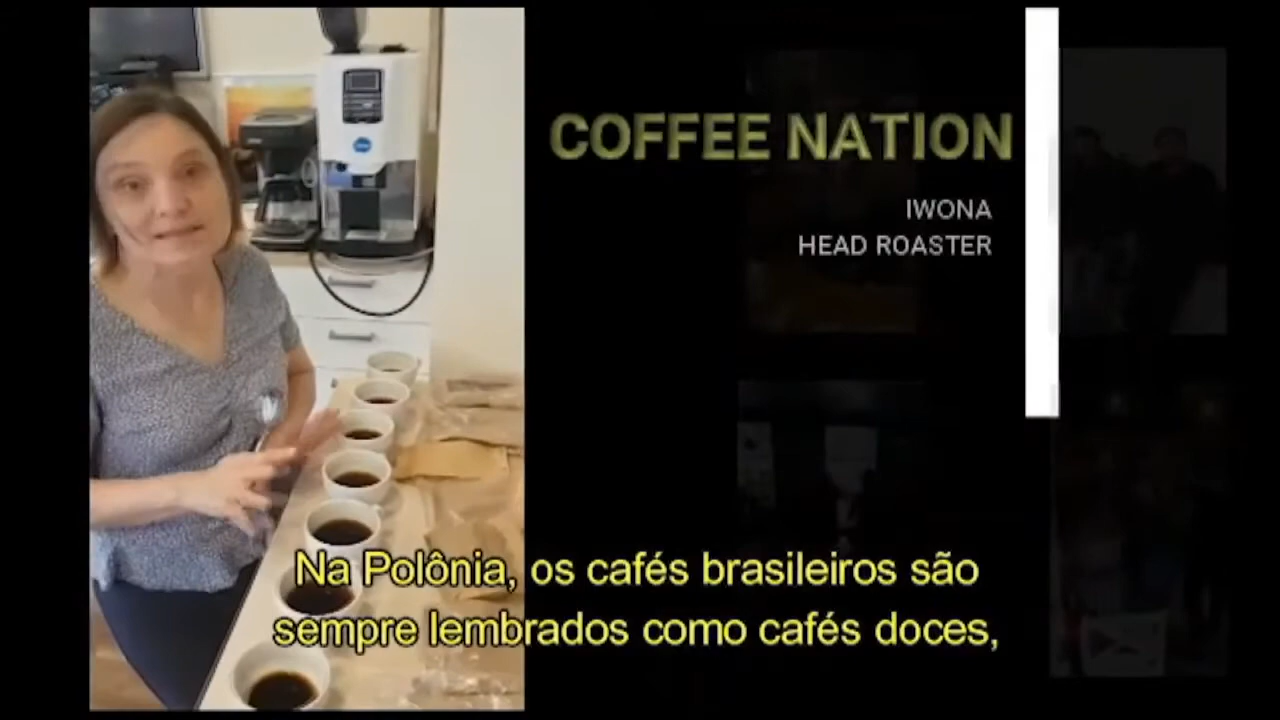 COFFEE NATION
IWONA
HEAD ROASTER
Na Polônia, os cafés brasileiros são
sempre lembrados como cafés doces,